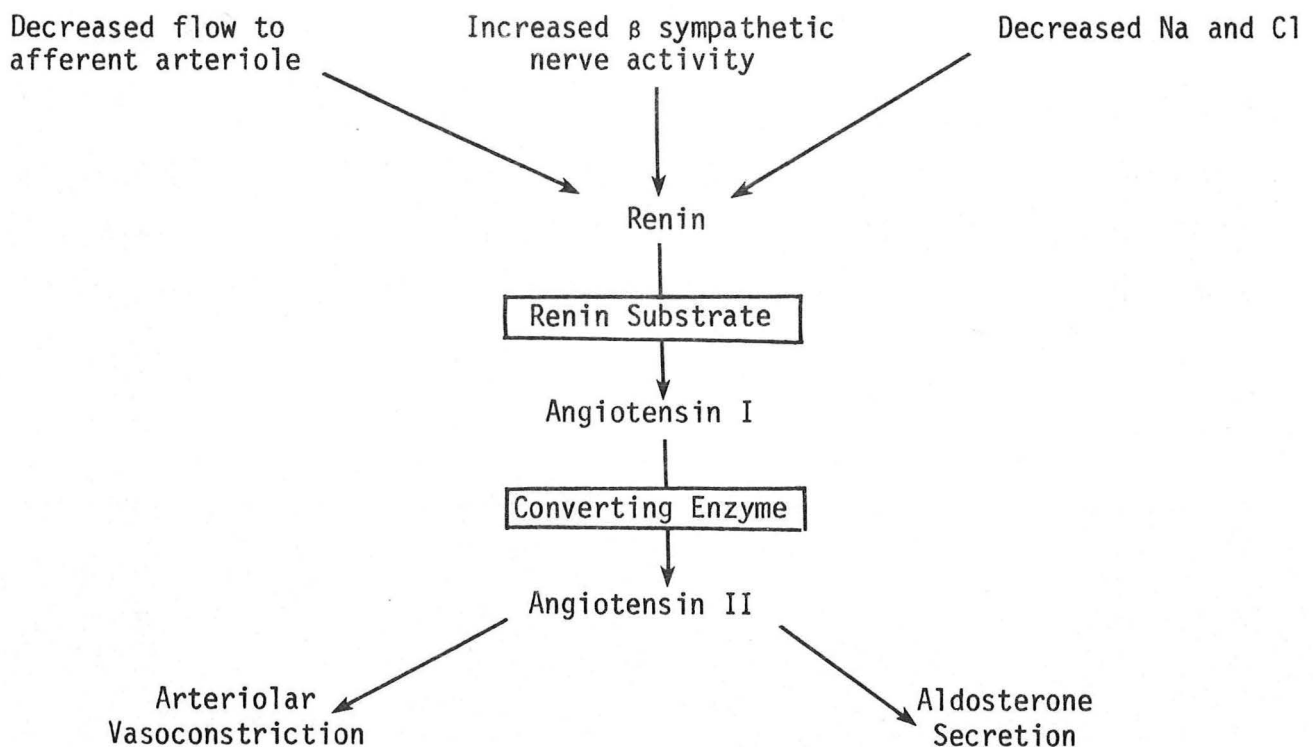 Decreased flow to
afferent arteriole
Increased β sympathetic
nerve activity
Decreased Na and Cl
Renin
Renin Substrate
Angiotensin I
Converting Enzyme
Angiotensin II
Arteriolar
Vasoconstriction
Aldosterone
Secretion